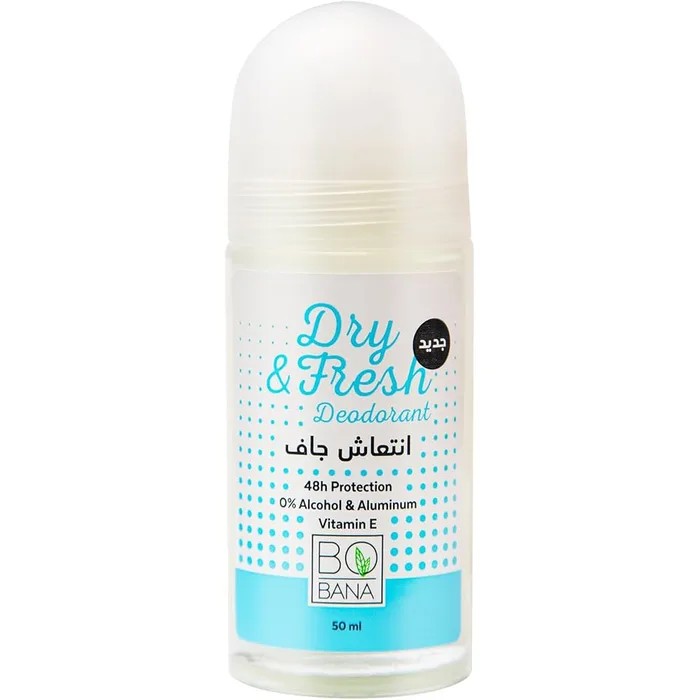 Dry
& Fresh
جديد
Deodorant
انتعاش جاف
48h Protection
0% Alcohol & Aluminum
Vitamin E
BO
BANA
50 ml